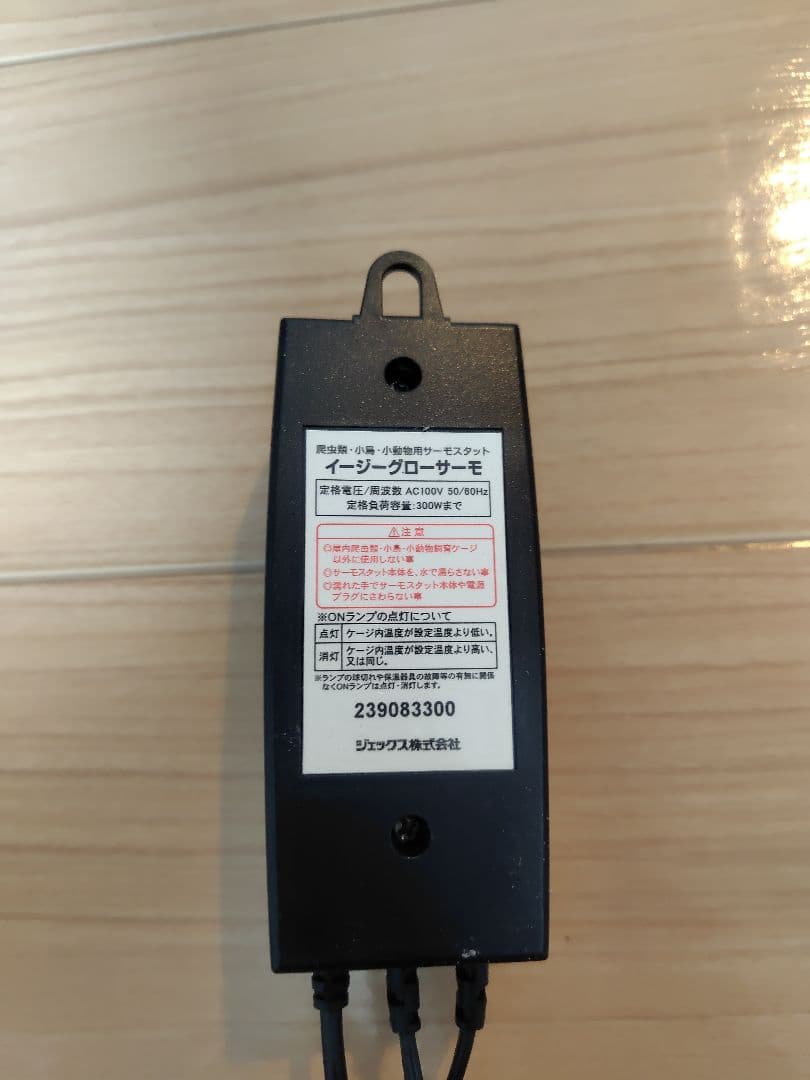 爬虫類・小鳥・小動物用サーモスタット
イージーグローサーモ
定格電圧/周波数 AC100V 50/60Hz
定格負荷容量:300Wまで
⚠注意
◎屋内爬虫類・小鳥・小動物飼育ケージ
以外に使用しない事
◎サーモスタット本体を、水で濡らさない事
◎濡れた手でサーモスタット本体や電源
プラグにさわらない事
※ONランプの点灯について
点灯 ケージ内温度が設定温度より低い。
消灯 ケージ内温度が設定温度より高い、
又は同じ。
※ランプの球切れや保温器具の故障等の有無に関係
なくONランプは点灯・消灯します。
239083300
ジェックス株式会社